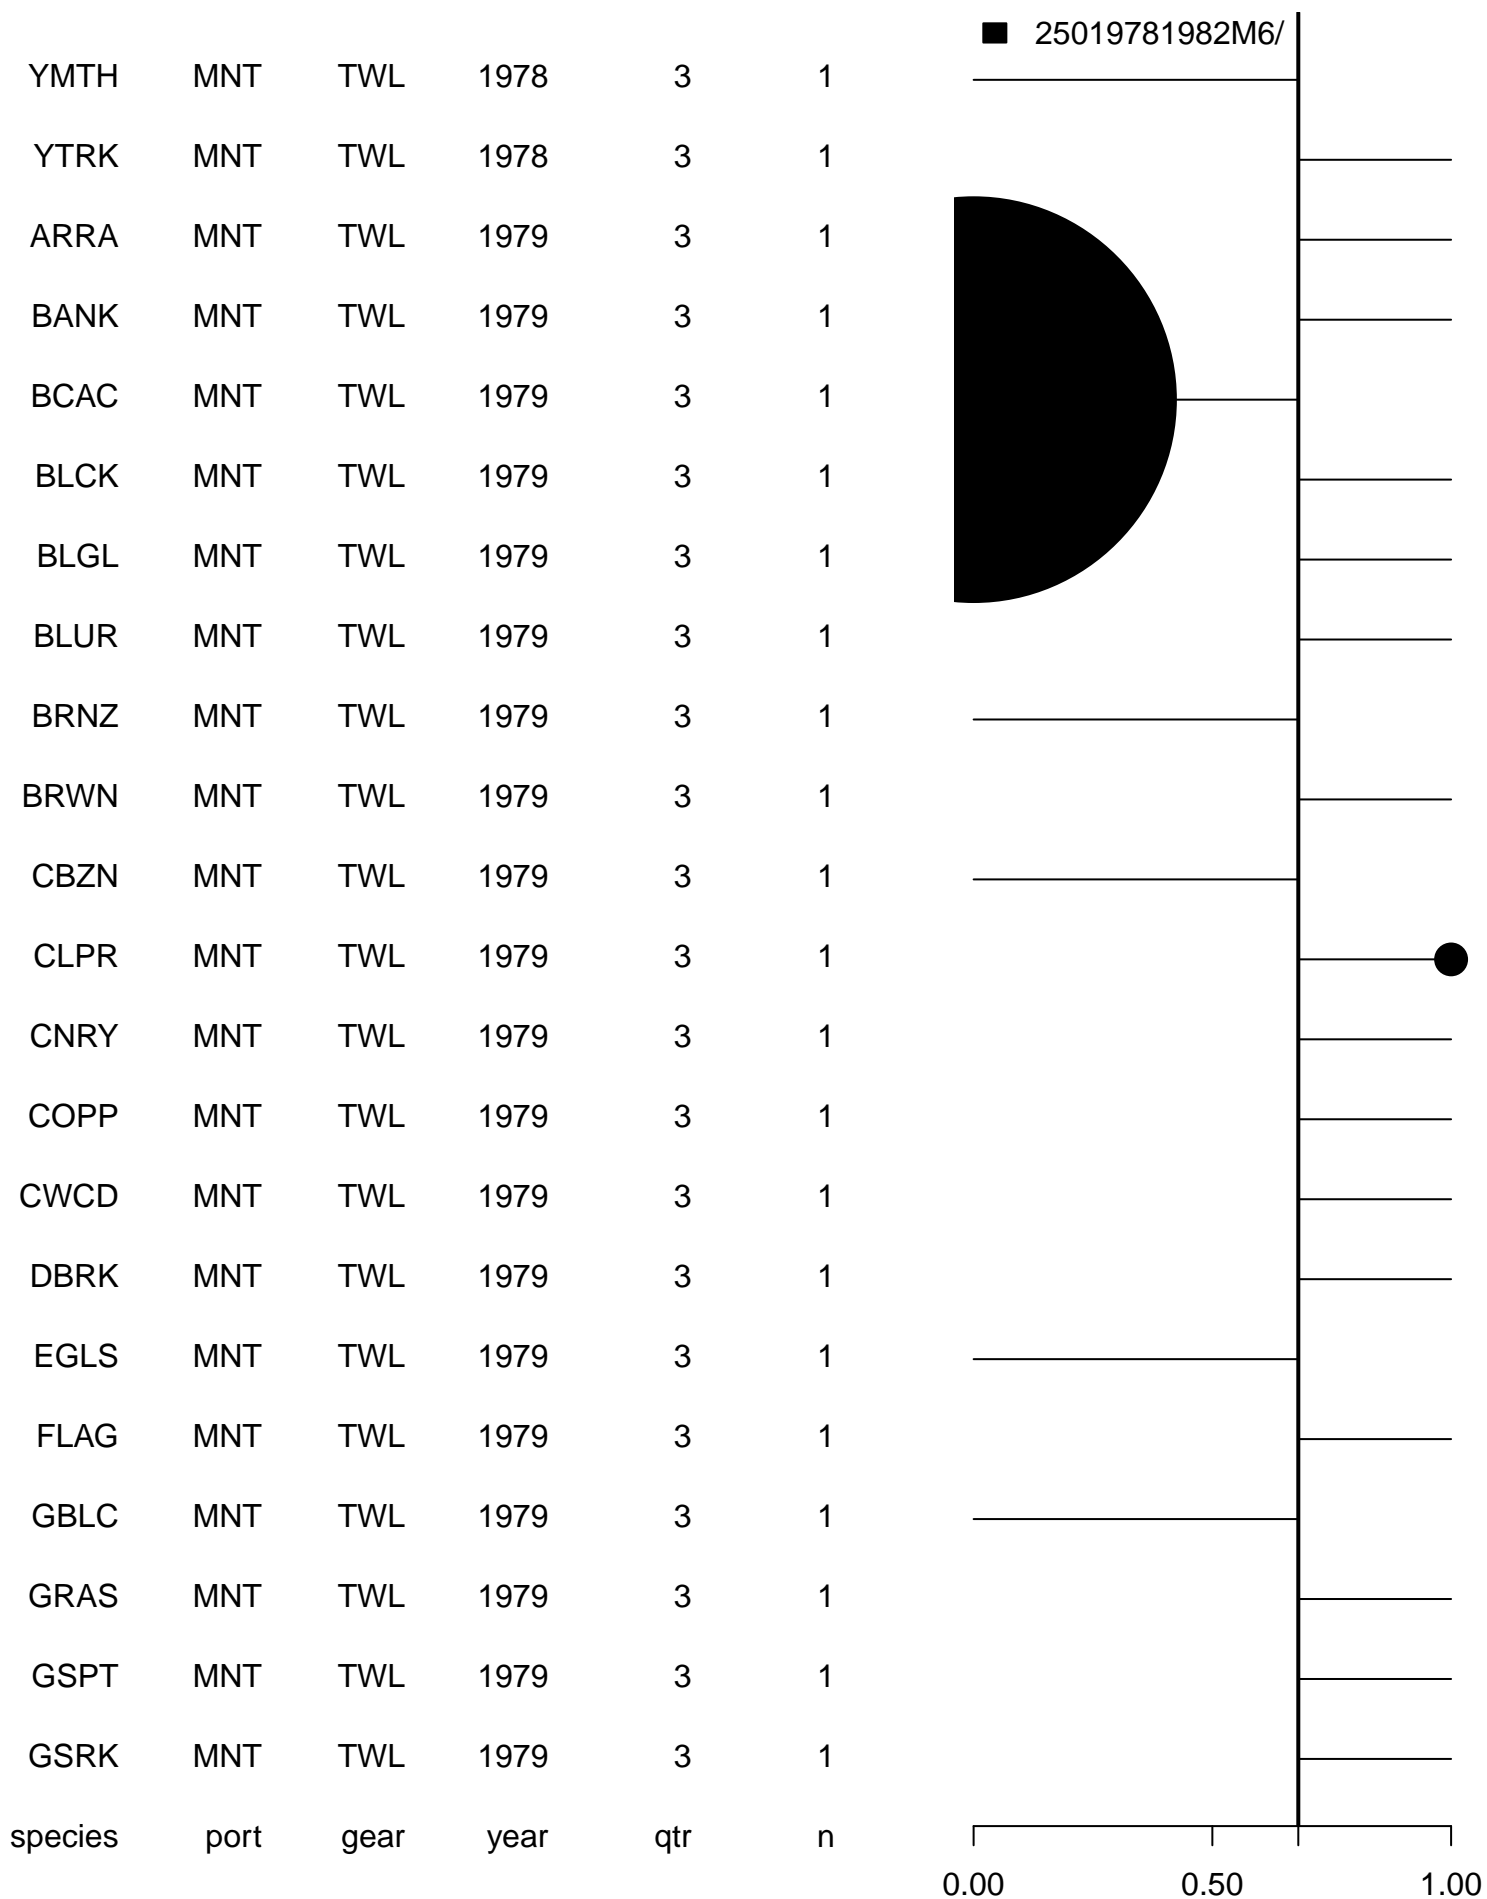 25019781982M6/
YMTH MNT TWL 1978 3 1
YTRK MNT TWL 1978 3 1
ARRA MNT TWL 1979 3 1
BANK MNT TWL 1979 3 1
BCAC MNT TWL 1979 3 1
BLCK MNT TWL 1979 3 1
BLGL MNT TWL 1979 3 1
BLUR MNT TWL 1979 3 1
BRNZ MNT TWL 1979 3 1
BRWN MNT TWL 1979 3 1
CBZN MNT TWL 1979 3 1
CLPR MNT TWL 1979 3 1
CNRY MNT TWL 1979 3 1
COPP MNT TWL 1979 3 1
CWCD MNT TWL 1979 3 1
DBRK MNT TWL 1979 3 1
EGLS MNT TWL 1979 3 1
FLAG MNT TWL 1979 3 1
GBLC MNT TWL 1979 3 1
GRAS MNT TWL 1979 3 1
GSPT MNT TWL 1979 3 1
GSRK MNT TWL 1979 3 1
species port gear year qtr n
0.00 0.50 1.00